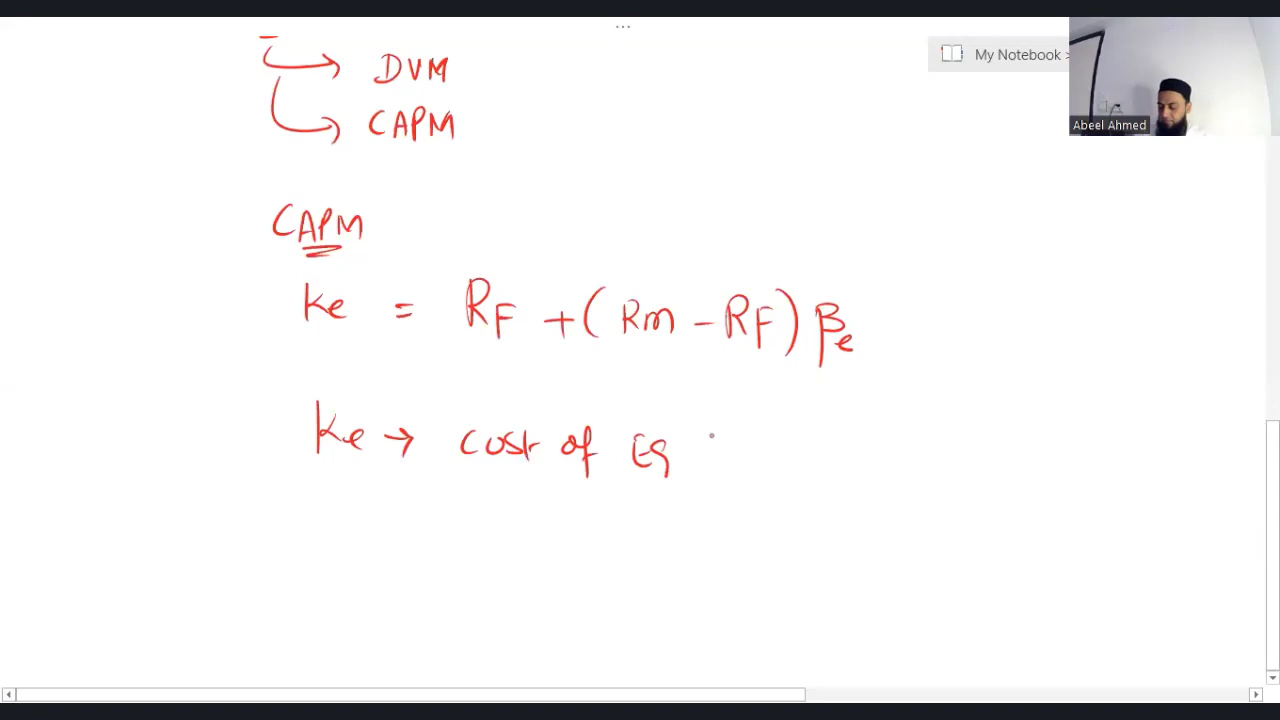 ...
My Notebook >
DVM
CAPM
Abeel Ahmed
CAPM
Ke = RF + (Rm - RF) βe
Ke → cost of Eq